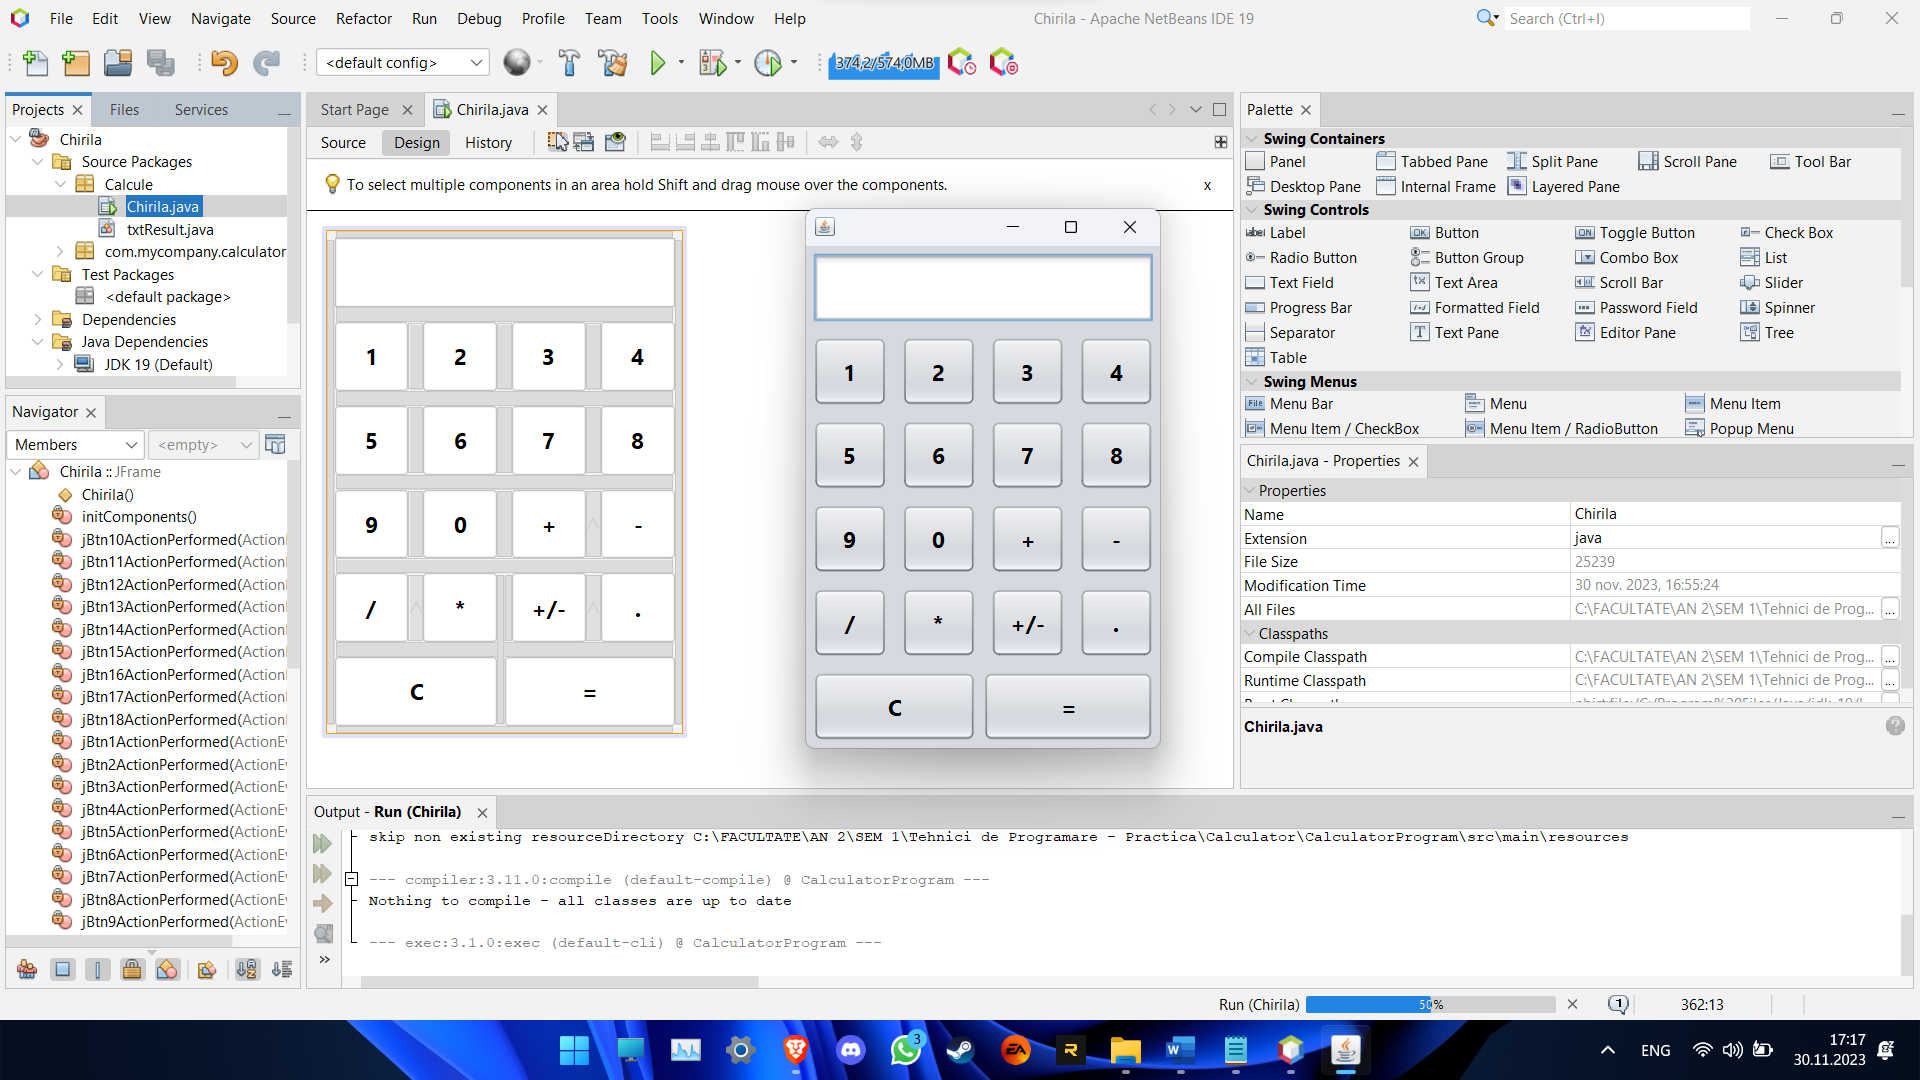 File Edit View Navigate Source Refactor Run Debug Profile Team Tools Window Help
Chirila - Apache NetBeans IDE 19
Search (Ctrl+I)
<default config>
374,2/574,0MB
Projects Files Services
Chirila
Source Packages
Calcule
Chirila.java
txtResult.java
com.mycompany.calculator
Test Packages
<default package>
Dependencies
Java Dependencies
JDK 19 (Default)
Navigator
Members <empty>
Chirila :: JFrame
Chirila()
initComponents()
jBtn10ActionPerformed(Action
jBtn11ActionPerformed(Action
jBtn12ActionPerformed(Action
jBtn13ActionPerformed(Action
jBtn14ActionPerformed(Action
jBtn15ActionPerformed(Action
jBtn16ActionPerformed(Action
jBtn17ActionPerformed(Action
jBtn18ActionPerformed(Action
jBtn1ActionPerformed(ActionE
jBtn2ActionPerformed(ActionE
jBtn3ActionPerformed(ActionE
jBtn4ActionPerformed(ActionE
jBtn5ActionPerformed(ActionE
jBtn6ActionPerformed(ActionE
jBtn7ActionPerformed(ActionE
jBtn8ActionPerformed(ActionE
jBtn9ActionPerformed(ActionE
Start Page Chirila.java
Source Design History
To select multiple components in an area hold Shift and drag mouse over the components. x
1 2 3 4
5 6 7 8
9 0 + -
/ * +/- .
C =
1 2 3 4
5 6 7 8
9 0 + -
/ * +/- .
C =
Palette
Swing Containers
Panel Tabbed Pane Split Pane Scroll Pane Tool Bar
Desktop Pane Internal Frame Layered Pane
Swing Controls
Label Button Toggle Button Check Box
Radio Button Button Group Combo Box List
Text Field Text Area Scroll Bar Slider
Progress Bar Formatted Field Password Field Spinner
Separator Text Pane Editor Pane Tree
Table
Swing Menus
Menu Bar Menu Menu Item
Menu Item / CheckBox Menu Item / RadioButton Popup Menu
Chirila.java - Properties
Properties
Name Chirila
Extension java ...
File Size 25239
Modification Time 30 nov. 2023, 16:55:24
All Files C:\FACULTATE\AN 2\SEM 1\Tehnici de Prog... ...
Classpaths
Compile Classpath C:\FACULTATE\AN 2\SEM 1\Tehnici de Prog... ...
Runtime Classpath C:\FACULTATE\AN 2\SEM 1\Tehnici de Prog... ...
Chirila.java
Output - Run (Chirila)
skip non existing resourceDirectory C:\FACULTATE\AN 2\SEM 1\Tehnici de Programare - Practica\Calculator\CalculatorProgram\src\main\resources
--- compiler:3.11.0:compile (default-compile) @ CalculatorProgram ---
Nothing to compile - all classes are up to date
--- exec:3.1.0:exec (default-cli) @ CalculatorProgram ---
Run (Chirila) 50% 1 362:13
3
EA
R
W
ENG
17:17
30.11.2023